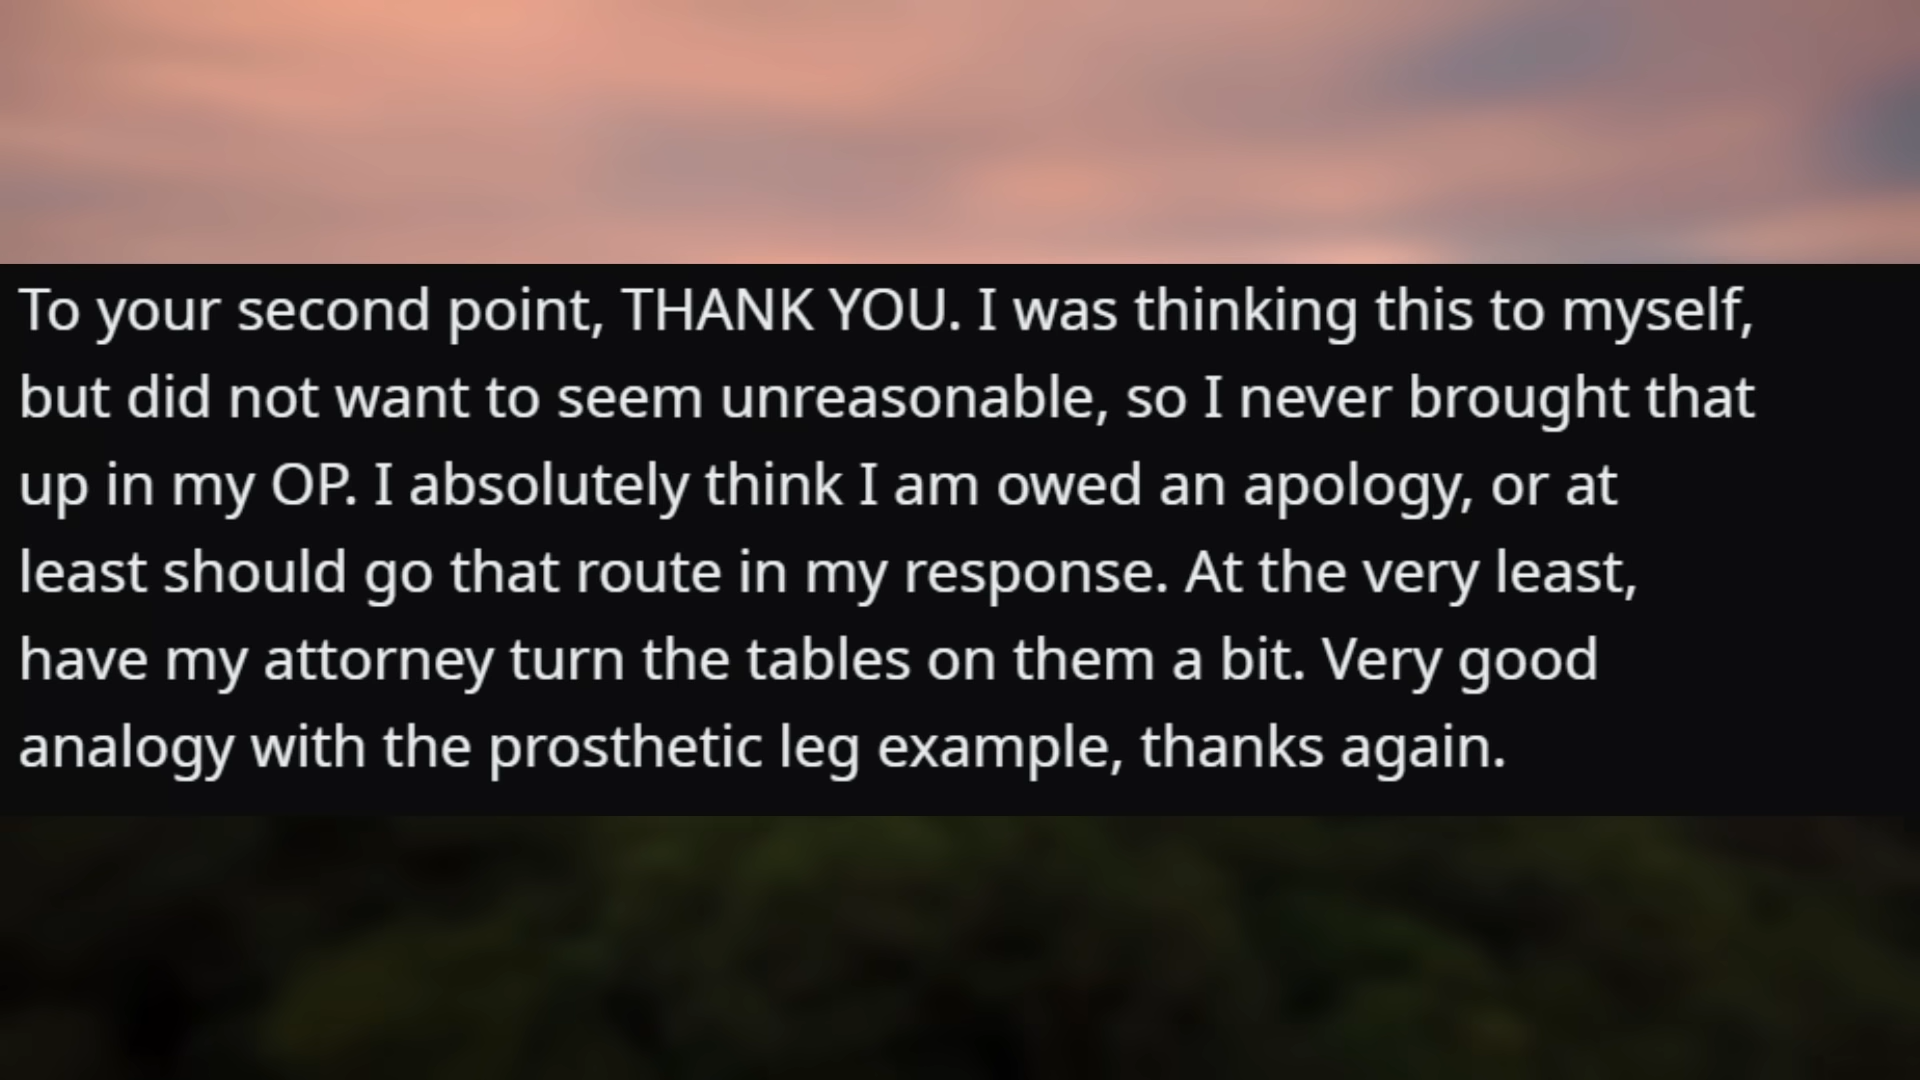 To your second point, THANK YOU. I was thinking this to myself,
but did not want to seem unreasonable, so I never brought that
up in my OP. I absolutely think I am owed an apology, or at
least should go that route in my response. At the very least,
have my attorney turn the tables on them a bit. Very good
analogy with the prosthetic leg example, thanks again.